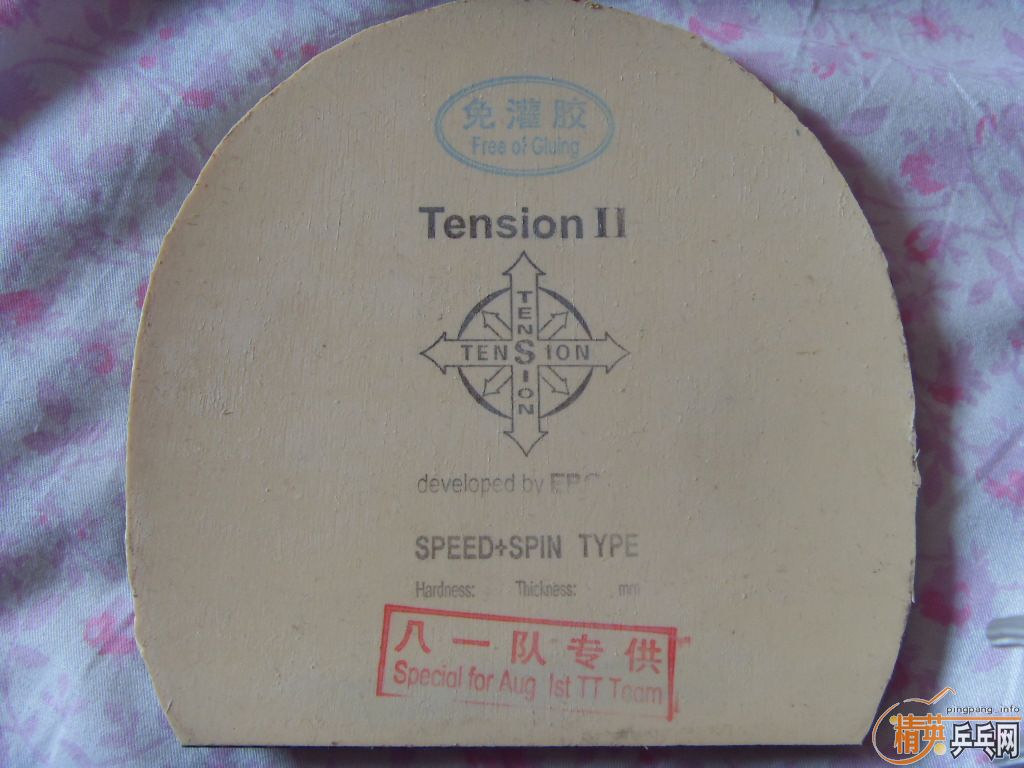 免灌胶
Free of Gluing
Tension II
TENSION
TENSION
developed by
SPEED+SPIN TYPE
Hardness: Thickness: mm
八一队专供
Special for Aug 1st TT Team
pingpang.info
精英乒乓网